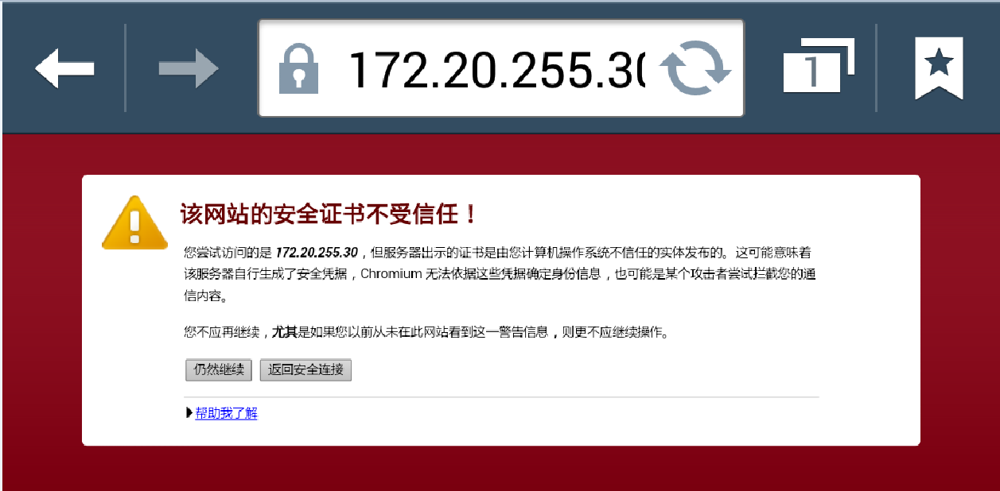 172.20.255.30
1
该网站的安全证书不受信任！
您尝试访问的是 172.20.255.30，但服务器出示的证书是由您计算机操作系统不信任的实体发布的。这可能意味着
该服务器自行生成了安全凭据，Chromium 无法依据这些凭据确定身份信息，也可能是某个攻击者尝试拦截您的通
信内容。
您不应再继续，尤其是如果您以前从未在此网站看到这一警告信息，则更不应继续操作。
仍然继续 返回安全连接
帮助我了解